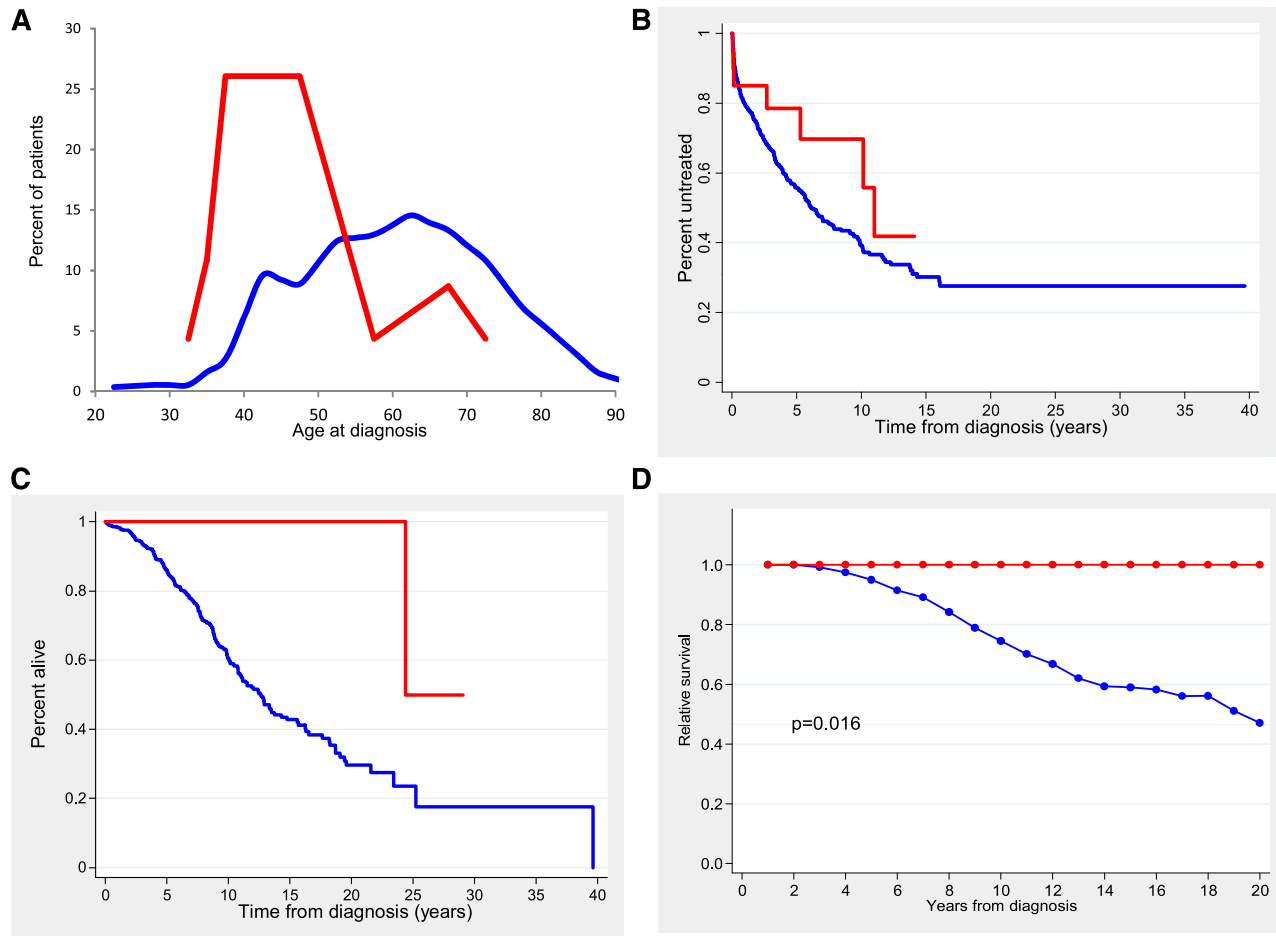 A
Percent of patients
30
25
20
15
10
5
0
20 30 40 50 60 70 80 90
Age at diagnosis
B
Percent untreated
1
0.8
0.6
0.4
0.2
0
0 5 10 15 20 25 30 35 40
Time from diagnosis (years)
C
Percent alive
1
0.8
0.6
0.4
0.2
0
0 5 10 15 20 25 30 35 40
Time from diagnosis (years)
D
Relative survival
1.0
0.8
0.6
0.4
0.2
0.0
p=0.016
0 2 4 6 8 10 12 14 16 18 20
Years from diagnosis